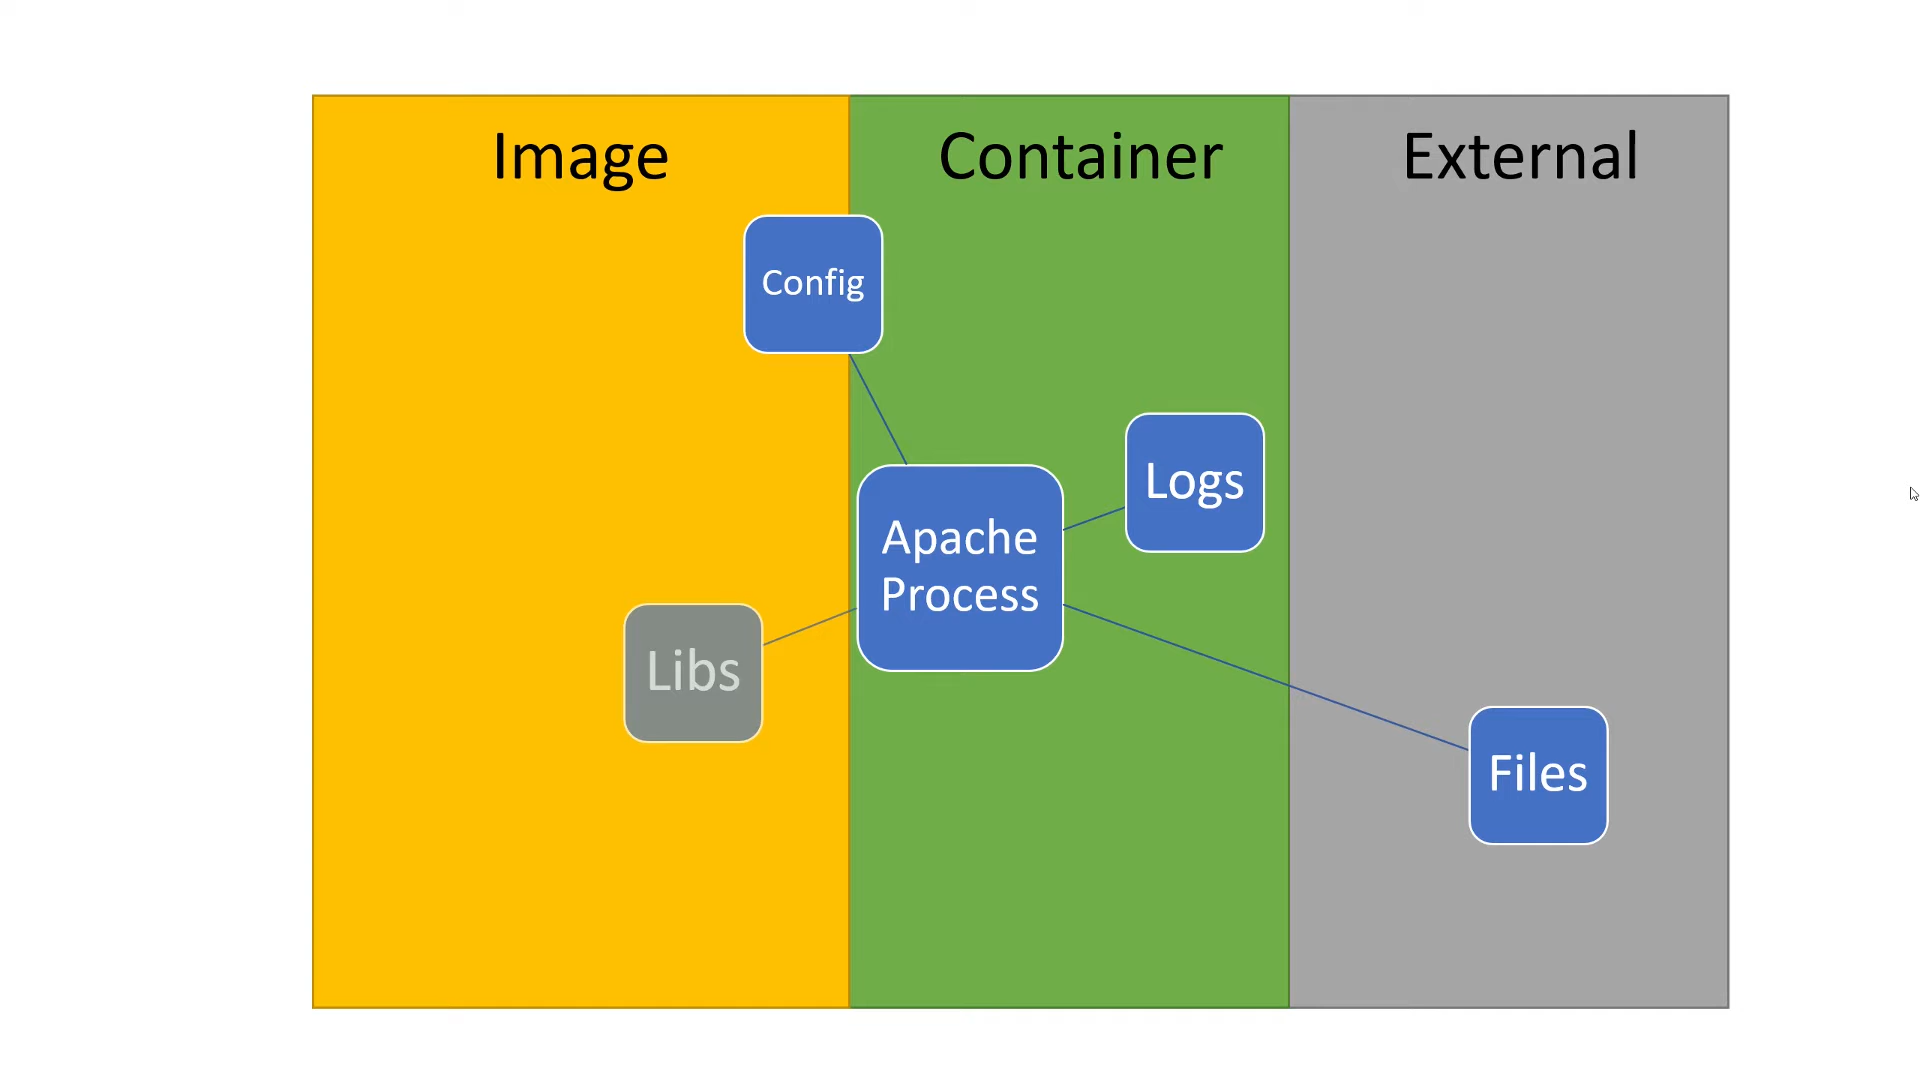 Image
Container
External
Config
Logs
Apache
Process
Libs
Files